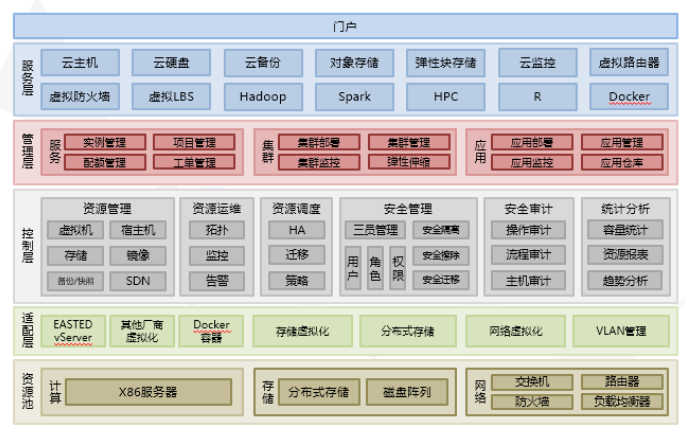 门户
服务层
云主机 云硬盘 云备份 对象存储 弹性块存储 云监控 虚拟路由器
虚拟防火墙 虚拟LBS Hadoop Spark HPC R Docker
管理层
服务
实例管理 项目管理
配额管理 工单管理
集群
集群部署 集群管理
集群监控 弹性伸缩
应用
应用部署 应用管理
应用监控 应用仓库
控制层
资源管理
虚拟机 宿主机
存储 镜像
备份/快照 SDN
资源运维
拓扑
监控
告警
资源调度
HA
迁移
策略
安全管理
三员管理
用户 角色 权限
安全隔离
安全擦除
安全迁移
安全审计
操作审计
流程审计
主机审计
统计分析
容量统计
资源报表
趋势分析
适配层
EASTED
vServer
其他厂商
虚拟化
Docker
容器
存储虚拟化 分布式存储 网络虚拟化 VLAN管理
资源池
计算
X86服务器
存储
分布式存储 磁盘阵列
网络
交换机 路由器
防火墙 负载均衡器